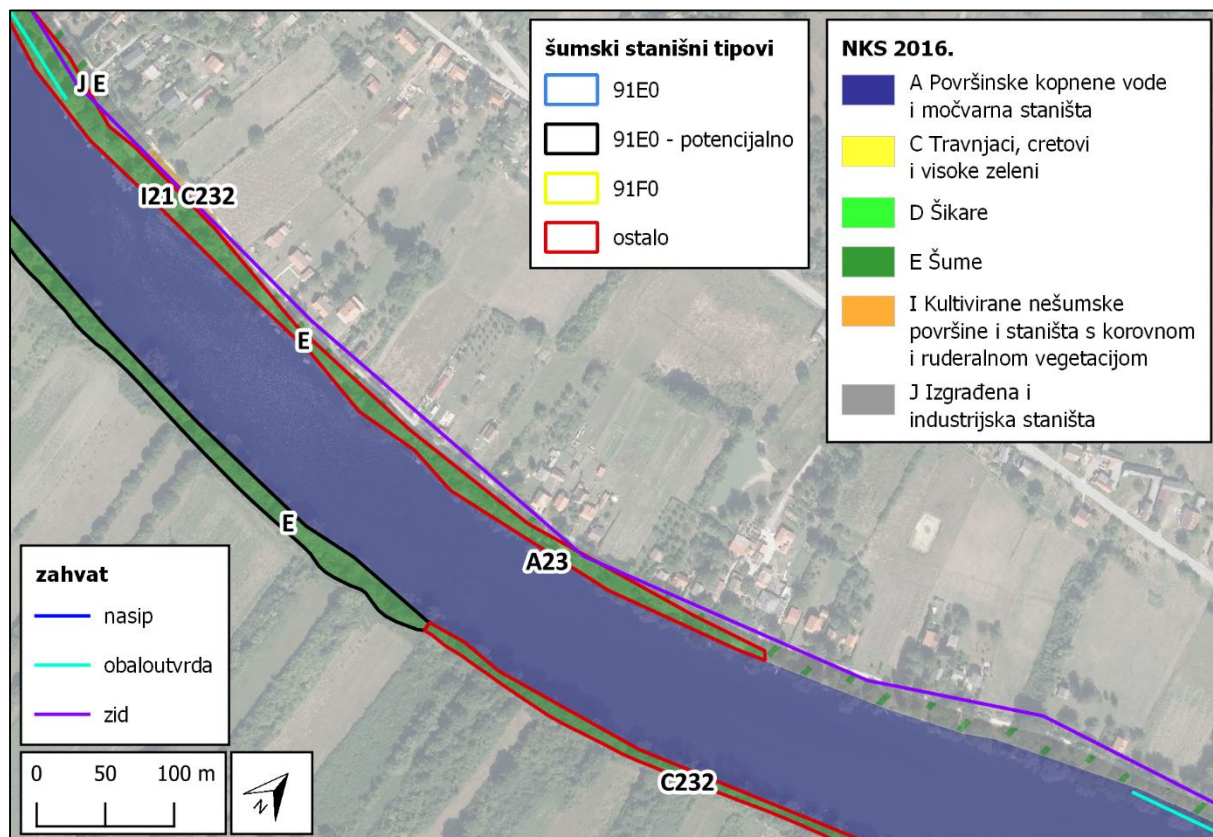 J E
I21 C232
E
E
A23
C232
šumski stanišni tipovi
91E0
91E0 - potencijalno
91F0
ostalo
NKS 2016.
A Površinske kopnene vode
i močvarna staništa
C Travnjaci, cretovi
i visoke zeleni
D Šikare
E Šume
I Kultivirane nešumske
površine i staništa s korovnom
i ruderalnom vegetacijom
J Izgrađena i
industrijska staništa
zahvat
nasip
obaloutvrda
zid
0 50 100 m
N